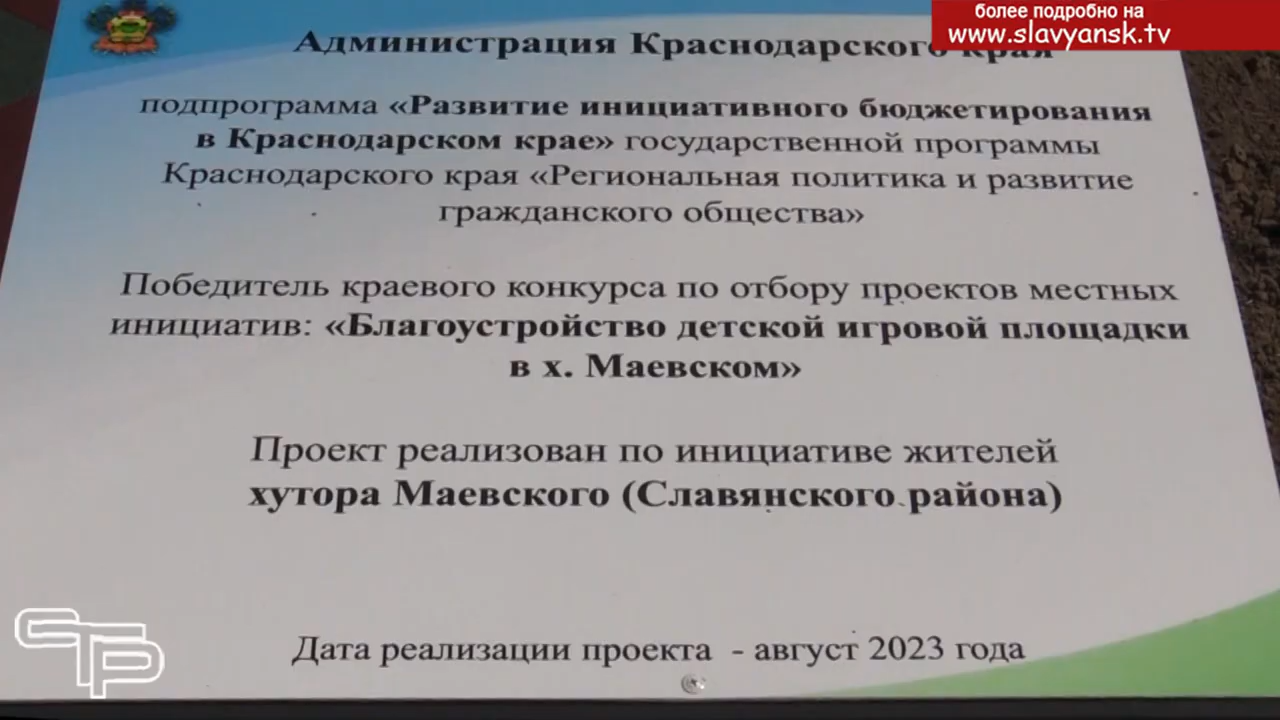 более подробно на
www.slavyansk.tv
Администрация Краснодарского края
подпрограмма «Развитие инициативного бюджетирования
в Краснодарском крае» государственной программы
Краснодарского края «Региональная политика и развитие
гражданского общества»
Победитель краевого конкурса по отбору проектов местных
инициатив: «Благоустройство детской игровой площадки
в х. Маевском»
Проект реализован по инициативе жителей
хутора Маевского (Славянского района)
Дата реализации проекта - август 2023 года
СТР